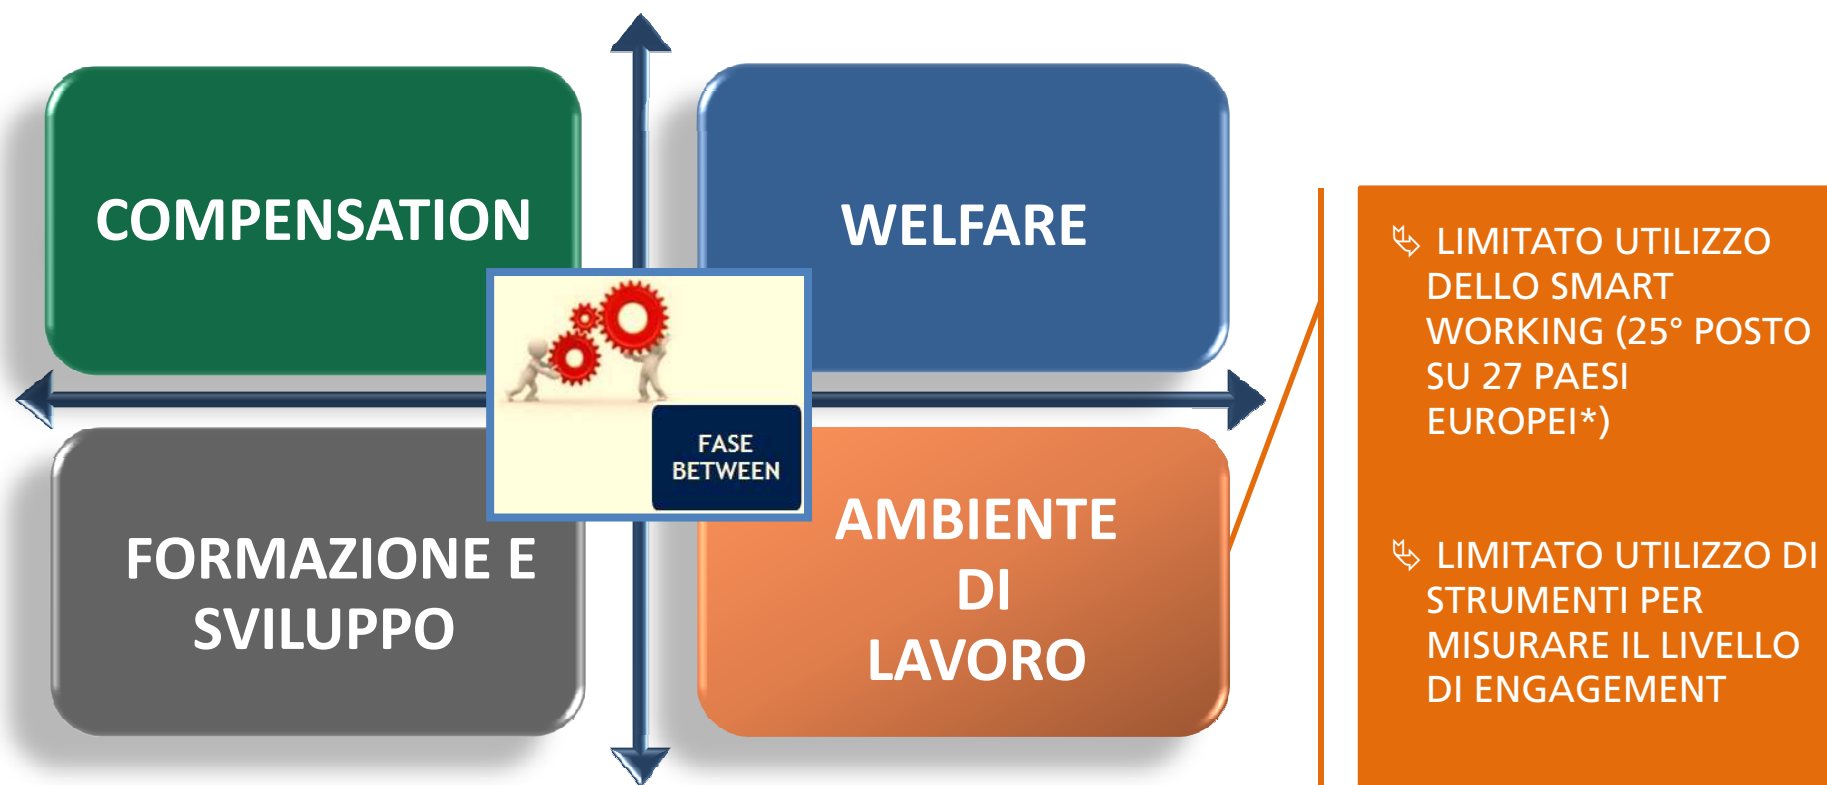 COMPENSATION
WELFARE
FASE
BETWEEN
FORMAZIONE E
SVILUPPO
AMBIENTE
DI
LAVORO
LIMITATO UTILIZZO
DELLO SMART
WORKING (25° POSTO
SU 27 PAESI
EUROPEI*)
LIMITATO UTILIZZO DI
STRUMENTI PER
MISURARE IL LIVELLO
DI ENGAGEMENT